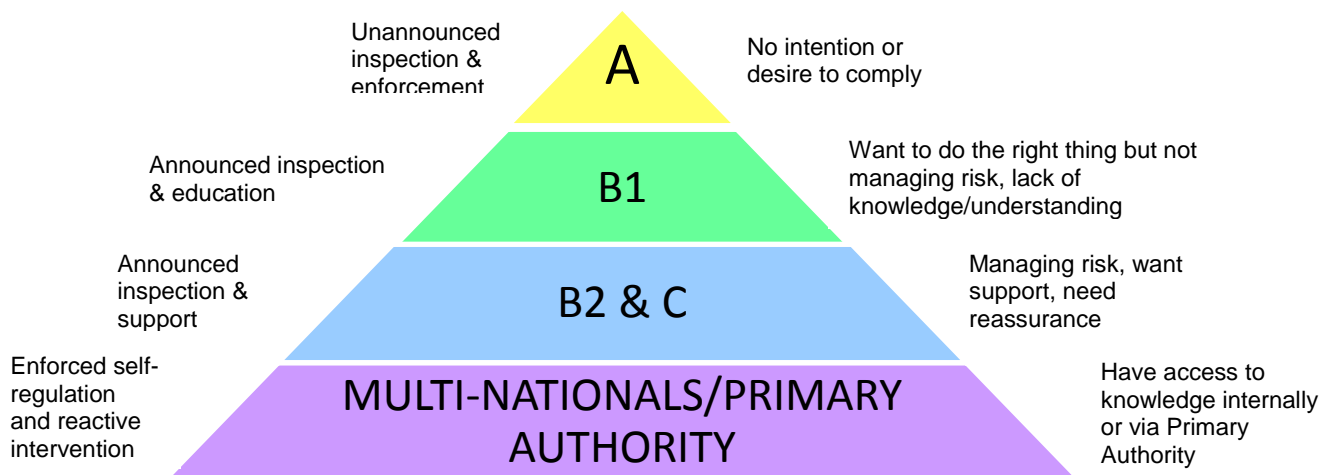 Unannounced
inspection &
enforcement
A
No intention or
desire to comply
Announced inspection
& education
B1
Want to do the right thing but not
managing risk, lack of
knowledge/understanding
Announced
inspection &
support
B2 & C
Managing risk, want
support, need
reassurance
Enforced self-
regulation
and reactive
intervention
MULTI-NATIONALS/PRIMARY
AUTHORITY
Have access to
knowledge internally
or via Primary
Authority